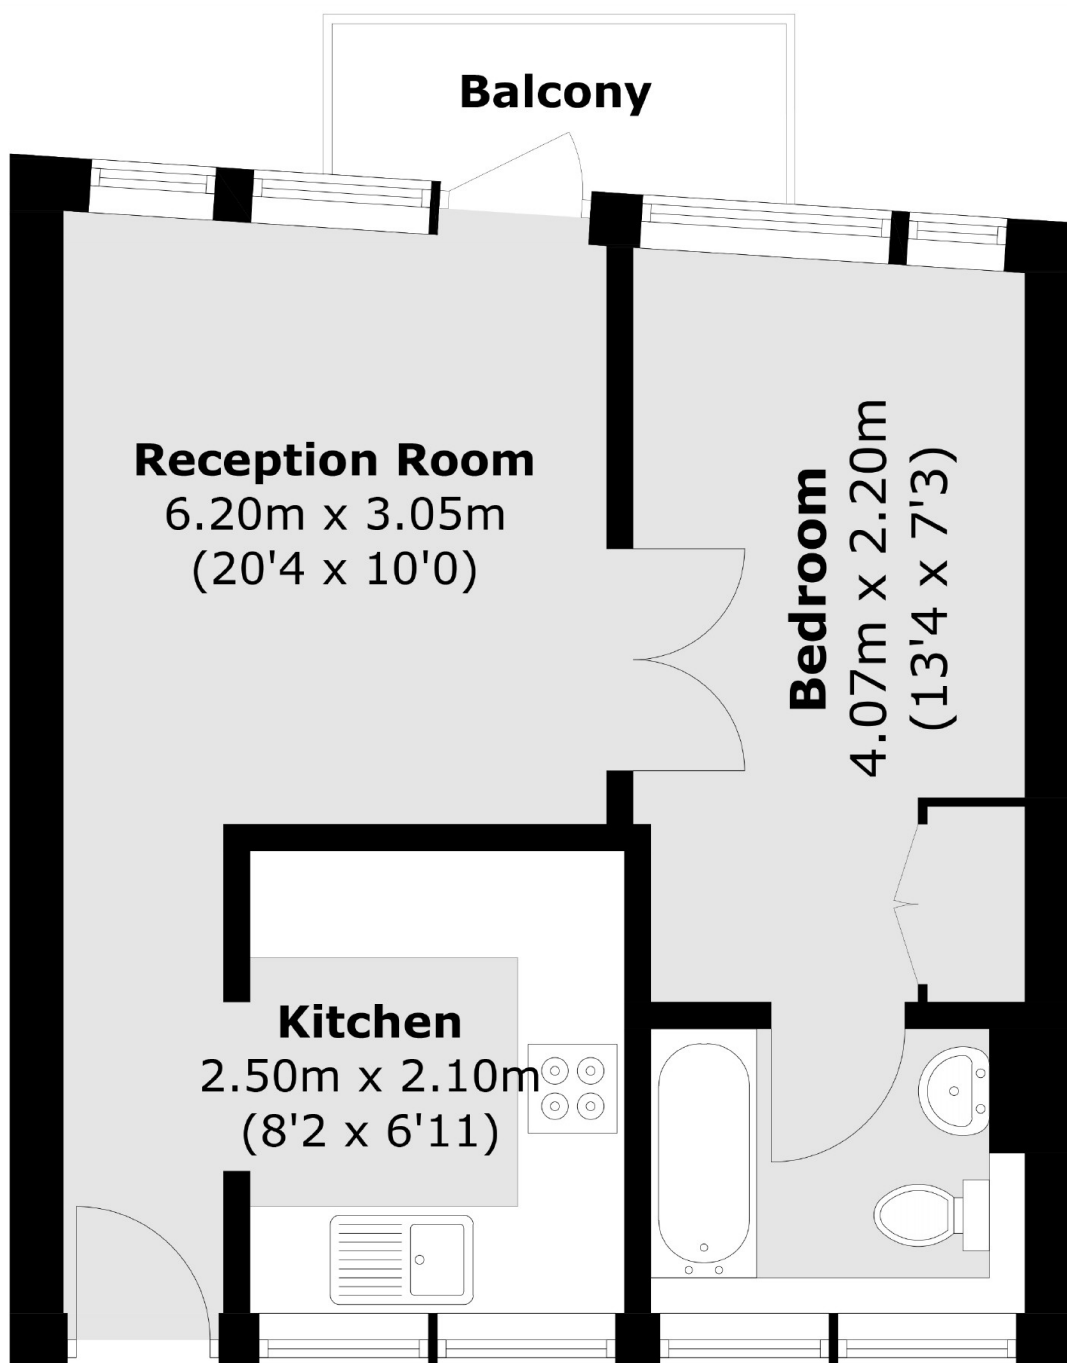 Balcony
Reception Room
6.20m x 3.05m
(20'4 x 10'0)
Bedroom
4.07m x 2.20m
(13'4 x 7'3)
Kitchen
2.50m x 2.10m
(8'2 x 6'11)